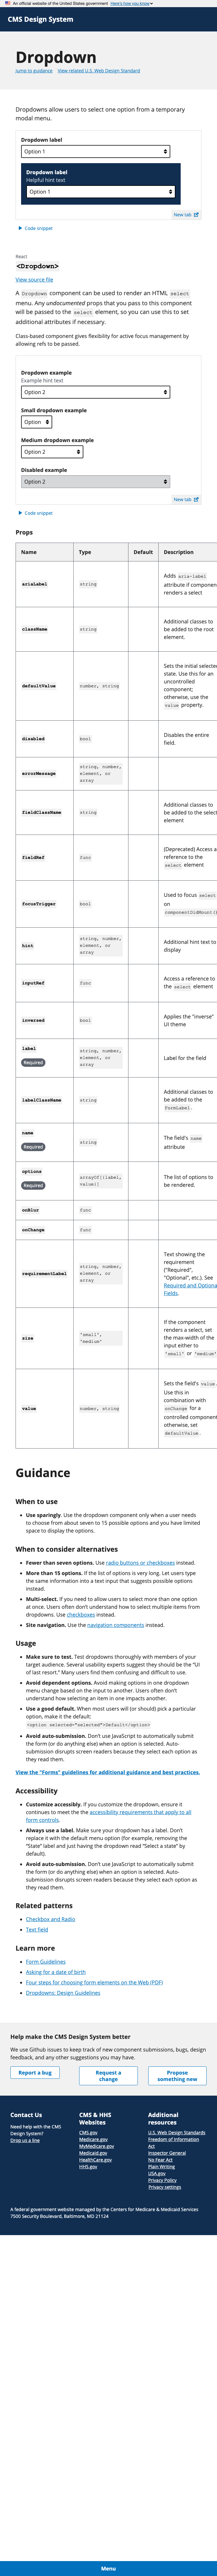 An official website of the United States government Here's how you know
CMS Design System
Dropdown
Jump to guidance View related U.S. Web Design Standard
Dropdowns allow users to select one option from a temporary
modal menu.
Dropdown label
Option 1
Dropdown label
Helpful hint text
Option 1
New tab
Code snippet
React
<Dropdown>
View source file
A Dropdown component can be used to render an HTML select
menu. Any undocumented props that you pass to this component
will be passed to the select element, so you can use this to set
additional attributes if necessary.
Class-based component gives flexibility for active focus management by
allowing refs to be passed.
Dropdown example
Example hint text
Option 2
Small dropdown example
Option
Medium dropdown example
Option 2
Disabled example
Option 2
New tab
Code snippet
Props
Name Type Default Description
ariaLabel string Adds aria-label
attribute if componen
renders a select
className string Additional classes to
be added to the root
element.
defaultValue number, string Sets the initial selected
state. Use this for an
uncontrolled
component;
otherwise, use the
value property.
disabled bool Disables the entire
field.
errorMessage string, number,
element, or
array
fieldClassName string Additional classes to
be added to the select
element
fieldRef func (Deprecated) Access a
reference to the
select element
focusTrigger bool Used to focus select
on
componentDidMount()
hint string, number,
element, or
array
Additional hint text to
display
inputRef func Access a reference to
the select element
inversed bool Applies the "inverse"
UI theme
label
Required
string, number,
element, or
array
Label for the field
labelClassName string Additional classes to
be added to the
FormLabel.
name
Required
string The field's name
attribute
options
Required
arrayOf[{label,
value}]
The list of options to
be rendered.
onBlur func
onChange func
requirementLabel string, number,
element, or
array
Text showing the
requirement
("Required",
"Optional", etc.). See
Required and Optional
Fields.
size 'small',
'medium'
If the component
renders a select, set
the max-width of the
input either to
'small' or 'medium'
value number, string Sets the field's value.
Use this in
combination with
onChange for a
controlled component
otherwise, set
defaultValue.
Guidance
When to use
Use sparingly. Use the dropdown component only when a user needs
to choose from about seven to 15 possible options and you have limited
space to display the options.
When to consider alternatives
Fewer than seven options. Use radio buttons or checkboxes instead.
More than 15 options. If the list of options is very long. Let users type
the same information into a text input that suggests possible options
instead.
Multi-select. If you need to allow users to select more than one option
at once. Users often don't understand how to select multiple items from
dropdowns. Use checkboxes instead.
Site navigation. Use the navigation components instead.
Usage
Make sure to test. Test dropdowns thoroughly with members of your
target audience. Several usability experts suggest they should be the "UI
of last resort." Many users find them confusing and difficult to use.
Avoid dependent options. Avoid making options in one dropdown
menu change based on the input to another. Users often don't
understand how selecting an item in one impacts another.
Use a good default. When most users will (or should) pick a particular
option, make it the default:
<option selected="selected">Default</option>
Avoid auto-submission. Don't use JavaScript to automatically submit
the form (or do anything else) when an option is selected. Auto-
submission disrupts screen readers because they select each option as
they read them.
View the "Forms" guidelines for additional guidance and best practices.
Accessibility
Customize accessibly. If you customize the dropdown, ensure it
continues to meet the the accessibility requirements that apply to all
form controls.
Always use a label. Make sure your dropdown has a label. Don't
replace it with the default menu option (for example, removing the
"State" label and just having the dropdown read "Select a state" by
default).
Avoid auto-submission. Don't use JavaScript to automatically submit
the form (or do anything else) when an option is selected. Auto-
submission disrupts screen readers because they select each option as
they read them.
Related patterns
Checkbox and Radio
Text field
Learn more
Form Guidelines
Asking for a date of birth
Four steps for choosing form elements on the Web (PDF)
Dropdowns: Design Guidelines
Help make the CMS Design System better
We use Github issues to keep track of new component submissions, bugs, design
feedback, and any other suggestions you may have.
Report a bug
Request a
change
Propose
something new
Contact Us
Need help with the CMS
Design System?
Drop us a line
CMS & HHS
Websites
CMS.gov
Medicare.gov
MyMedicare.gov
Medicaid.gov
HealthCare.gov
HHS.gov
Additional
resources
U.S. Web Design Standards
Freedom of Information
Act
Inspector General
No Fear Act
Plain Writing
USA.gov
Privacy Policy
Privacy settings
A federal government website managed by the Centers for Medicare & Medicaid Services
7500 Security Boulevard, Baltimore, MD 21124
Menu